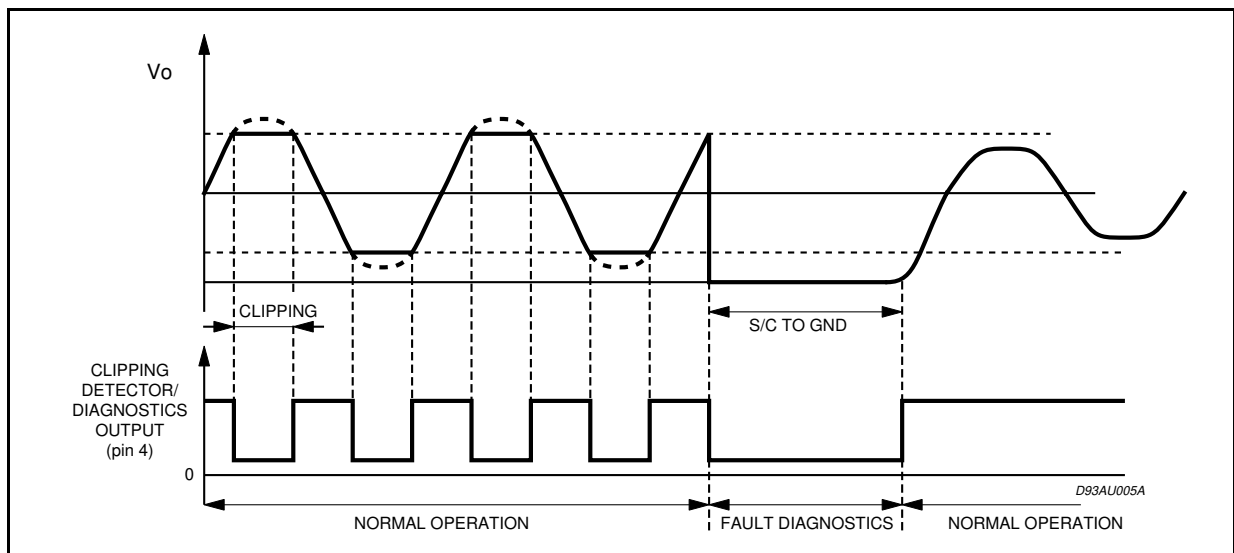 Vo
CLIPPING
S/C TO GND
CLIPPING
DETECTOR/
DIAGNOSTICS
OUTPUT
(pin 4)
0
D93AU005A
NORMAL OPERATION
FAULT DIAGNOSTICS
NORMAL OPERATION